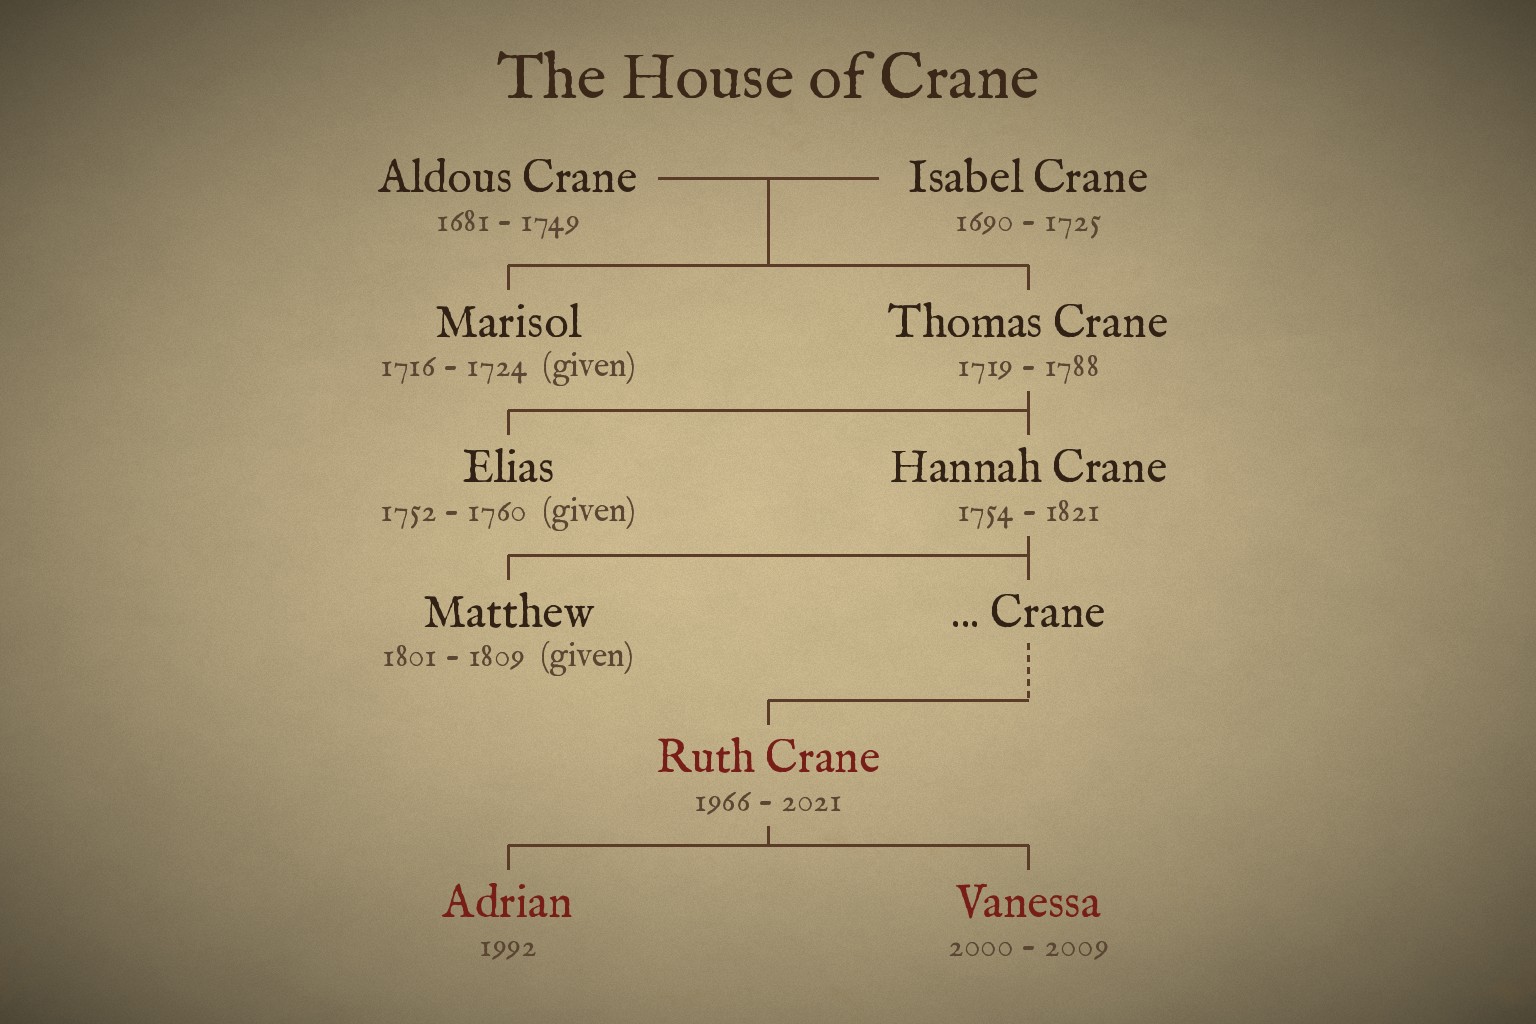 The House of Crane
Aldous Crane Isabel Crane
1681 - 1749 1690 - 1725
Marisol Thomas Crane
1716 - 1724 (given) 1719 - 1788
Elias Hannah Crane
1752 - 1760 (given) 1754 - 1821
Matthew ... Crane
1801 - 1809 (given)
Ruth Crane
1966 - 2021
Adrian Vanessa
1992 2000 - 2009